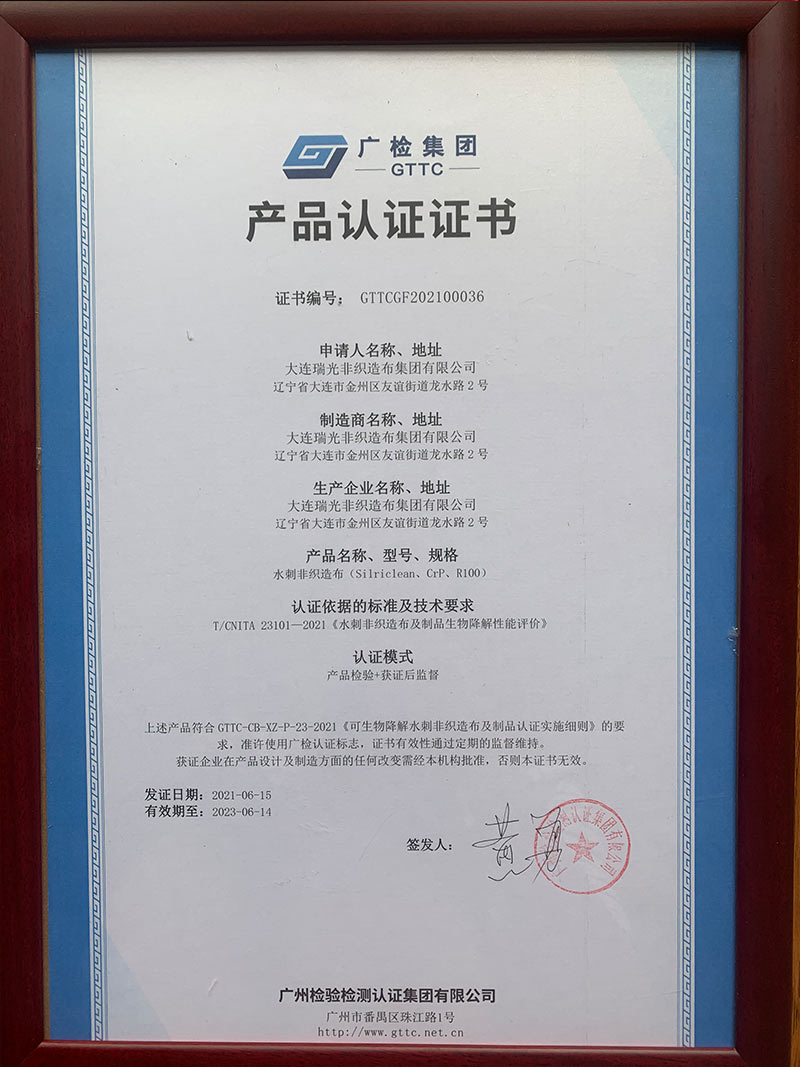 广检集团
GTTC
产品认证证书
证书编号： GTTCGF202100036
申请人名称、地址
大连瑞光非织造布集团有限公司
辽宁省大连市金州区友谊街道龙水路 2 号
制造商名称、地址
大连瑞光非织造布集团有限公司
辽宁省大连市金州区友谊街道龙水路 2 号
生产企业名称、地址
大连瑞光非织造布集团有限公司
辽宁省大连市金州区友谊街道龙水路 2 号
产品名称、型号、规格
水刺非织造布（Silriclean、CrP、R100）
认证依据的标准及技术要求
T/CNITA 23101—2021《水刺非织造布及制品生物降解性能评价》
认证模式
产品检验+获证后监督
上述产品符合 GTTC-CB-XZ-P-23-2021《可生物降解水刺非织造布及制品认证实施细则》的要
求，准许使用广检认证标志，证书有效性通过定期的监督维持。
获证企业在产品设计及制造方面的任何改变需经本机构批准，否则本证书无效。
发证日期：2021-06-15
有效期至：2023-06-14
签发人：
认证集团有限公司
广州检验检测认证集团有限公司
广州市番禺区珠江路1号
http://www.gttc.net.cn